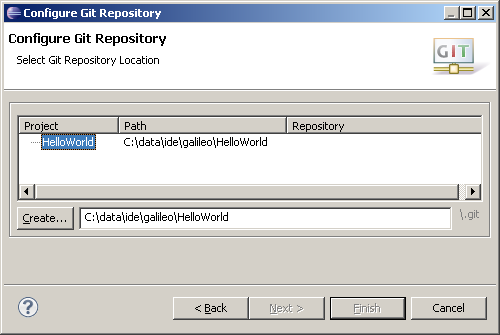 Configure Git Repository
Configure Git Repository
Select Git Repository Location
GIT
Project Path Repository
HelloWorld C:\data\ide\galileo\HelloWorld
Create... C:\data\ide\galileo\HelloWorld \.git
? < Back Next > Finish Cancel